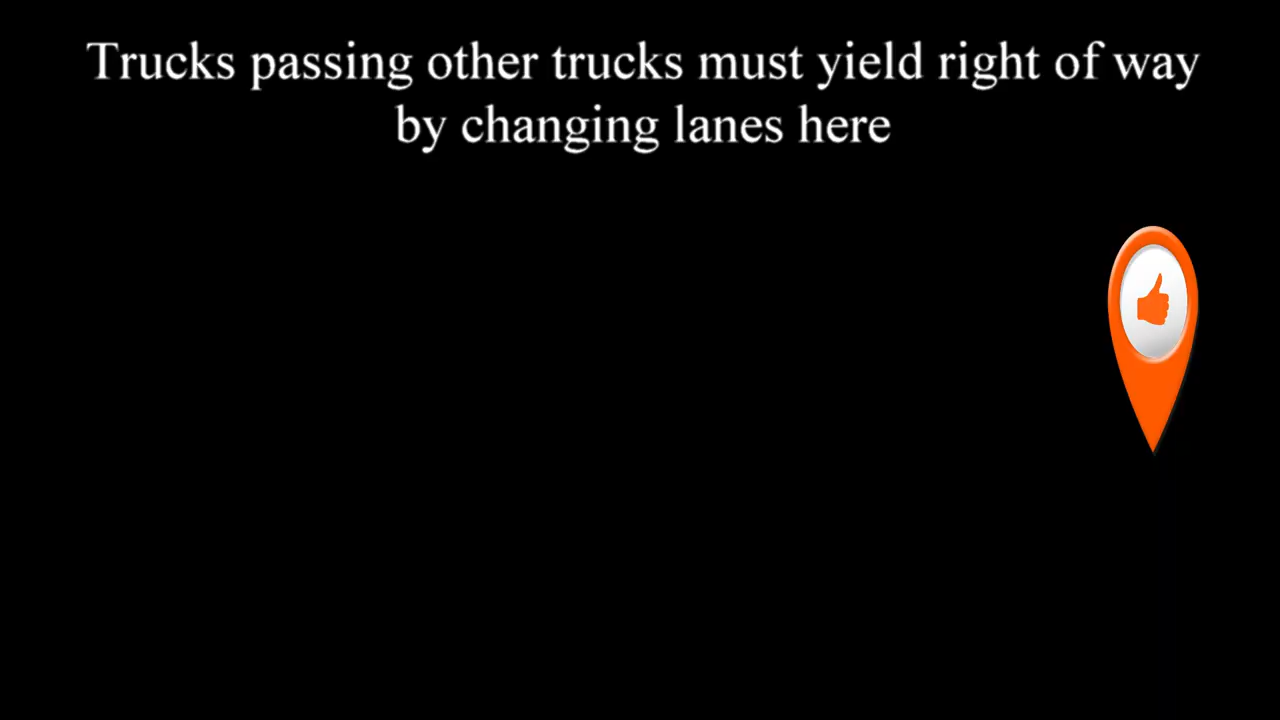 Trucks passing other trucks must yield right of way
by changing lanes here